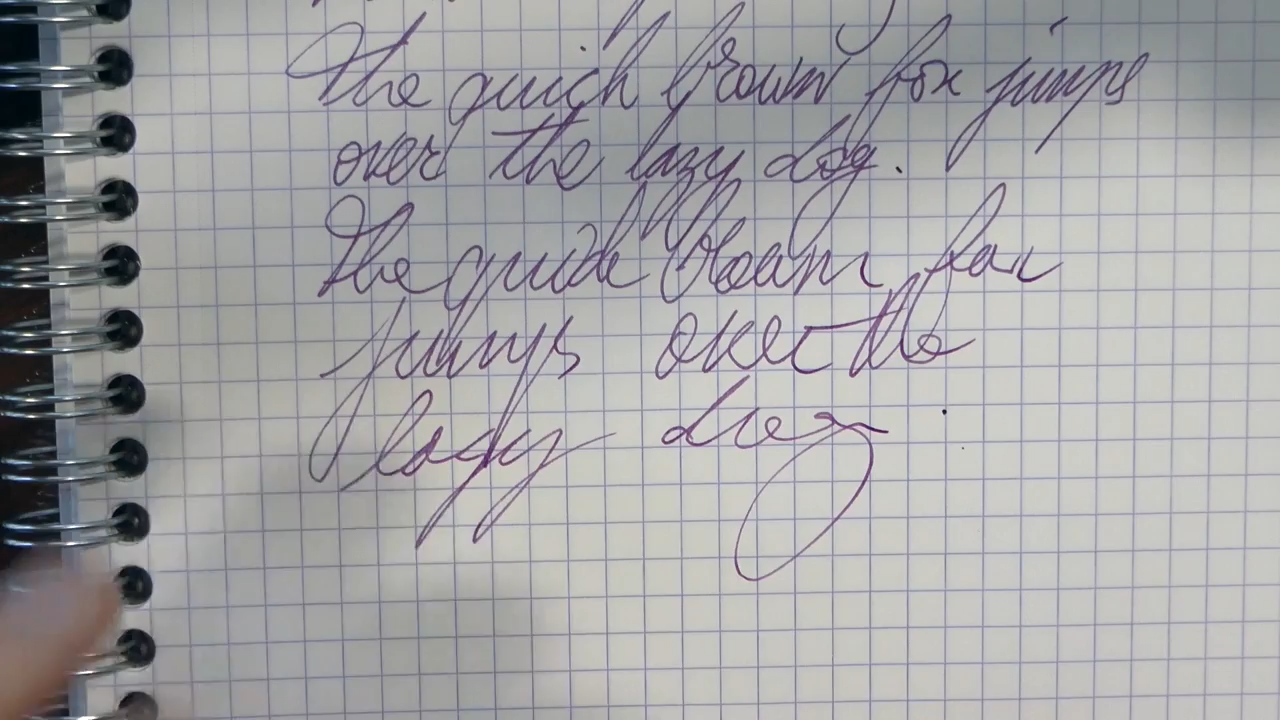 The quick brown fox jumps
over the lazy dog.
The quick brown fox
jumps over the
lazy dog